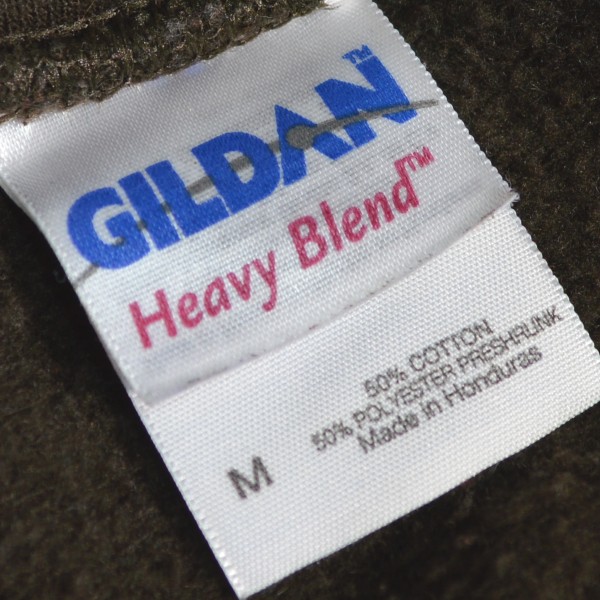 GILDAN™
Heavy Blend™
50% COTTON
50% POLYESTER PRESHRUNK
Made in Honduras
M